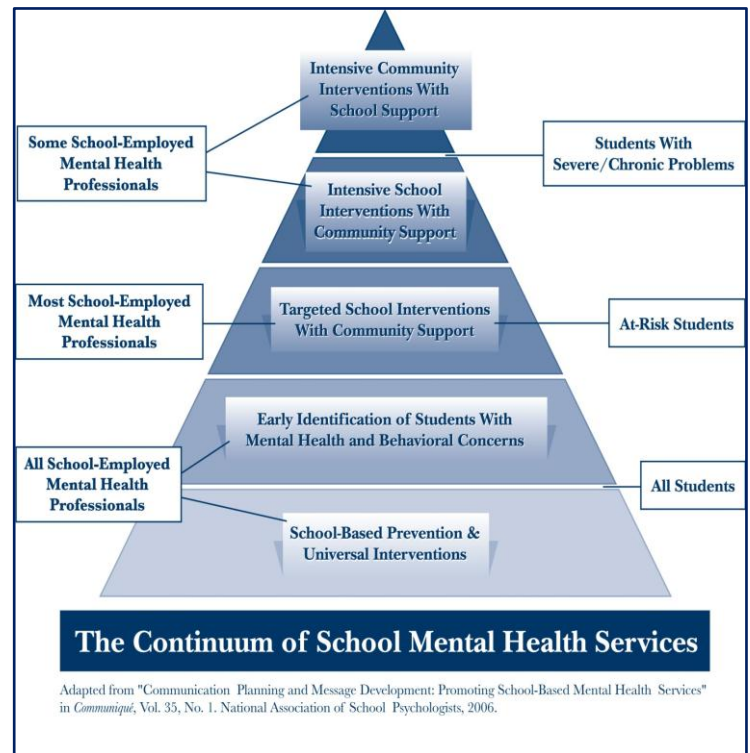 Intensive Community
Interventions With
School Support
Some School-Employed
Mental Health
Professionals
Students With
Severe/Chronic Problems
Intensive School
Interventions With
Community Support
Most School-Employed
Mental Health
Professionals
Targeted School Interventions
With Community Support
At-Risk Students
Early Identification of Students With
Mental Health and Behavioral Concerns
All School-Employed
Mental Health
Professionals
All Students
School-Based Prevention &
Universal Interventions
The Continuum of School Mental Health Services
Adapted from "Communication Planning and Message Development: Promoting School-Based Mental Health Services"
in Communiqué, Vol. 35, No. 1. National Association of School Psychologists, 2006.